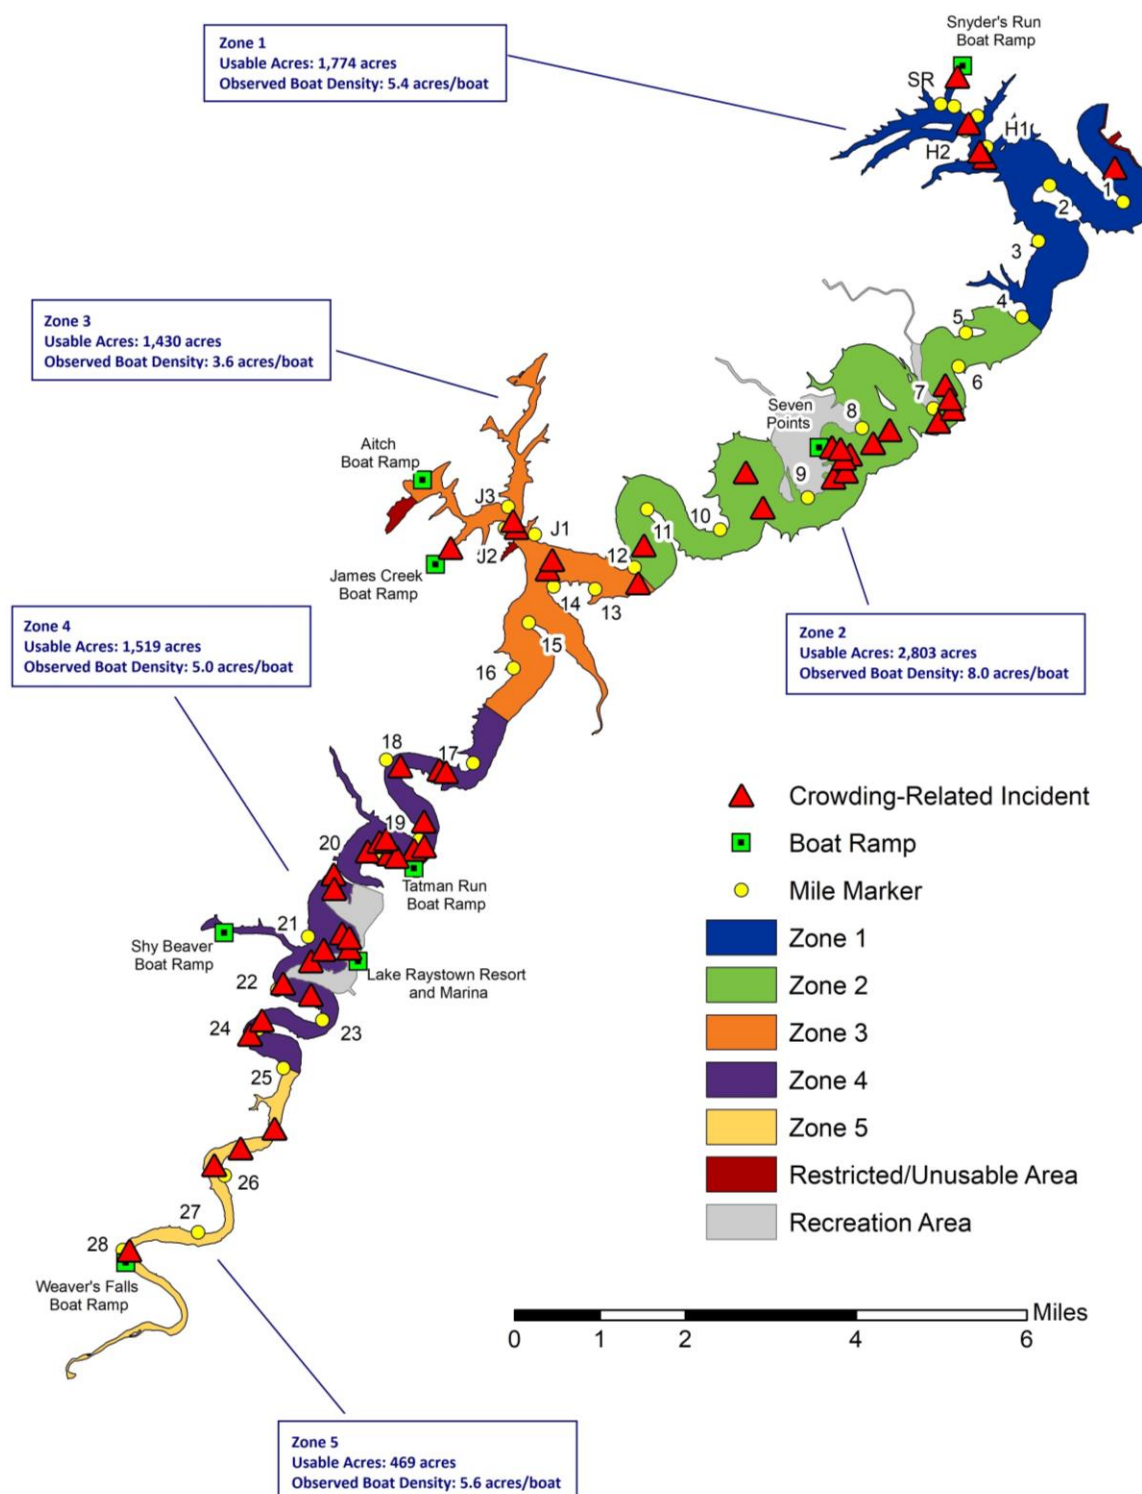 Snyder's Run
Boat Ramp
Zone 1
Usable Acres: 1,774 acres
Observed Boat Density: 5.4 acres/boat
SR
H1
H2
1
2
3
4
5
6
7
8
9
10
11
12
13
14
15
16
Seven
Points
Zone 3
Usable Acres: 1,430 acres
Observed Boat Density: 3.6 acres/boat
Aitch
Boat Ramp
J3
J1
J2
James Creek
Boat Ramp
Zone 4
Usable Acres: 1,519 acres
Observed Boat Density: 5.0 acres/boat
Zone 2
Usable Acres: 2,803 acres
Observed Boat Density: 8.0 acres/boat
18
17
19
20
Tatman Run
Boat Ramp
21
Shy Beaver
Boat Ramp
Lake Raystown Resort
and Marina
22
23
24
25
26
27
28
Weaver's Falls
Boat Ramp
Crowding-Related Incident
Boat Ramp
Mile Marker
Zone 1
Zone 2
Zone 3
Zone 4
Zone 5
Restricted/Unusable Area
Recreation Area
Miles
0 1 2 4 6
Zone 5
Usable Acres: 469 acres
Observed Boat Density: 5.6 acres/boat